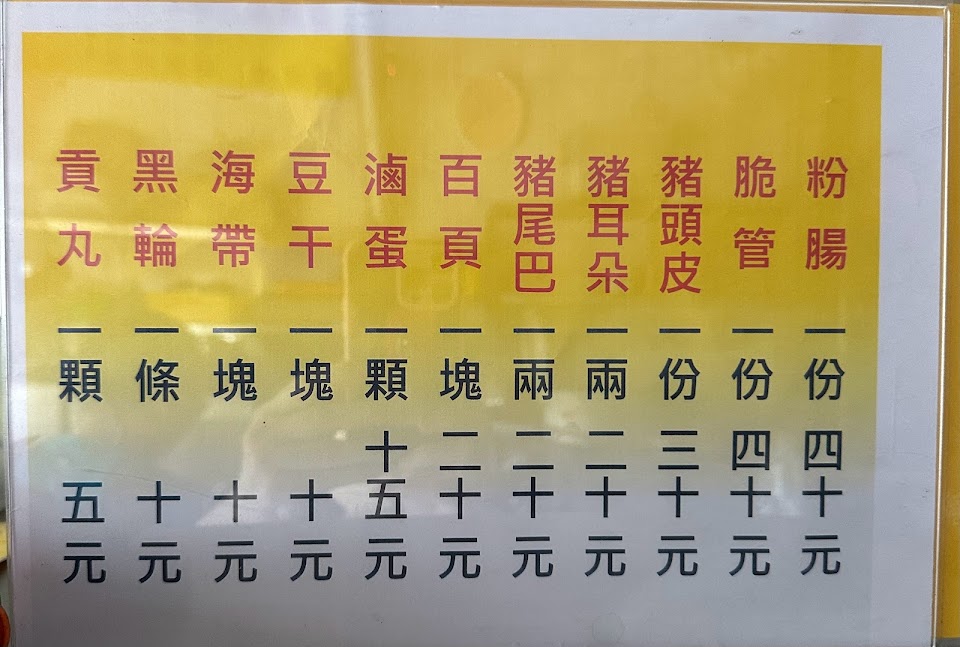 粉腸一份四十元
脆管一份四十元
豬頭皮一份三十元
豬耳朵一兩二十元
豬尾巴一兩二十元
百頁一塊二十元
滷蛋一顆十五元
豆干一塊十元
海帶一塊十元
黑輪一條十元
貢丸一顆五元